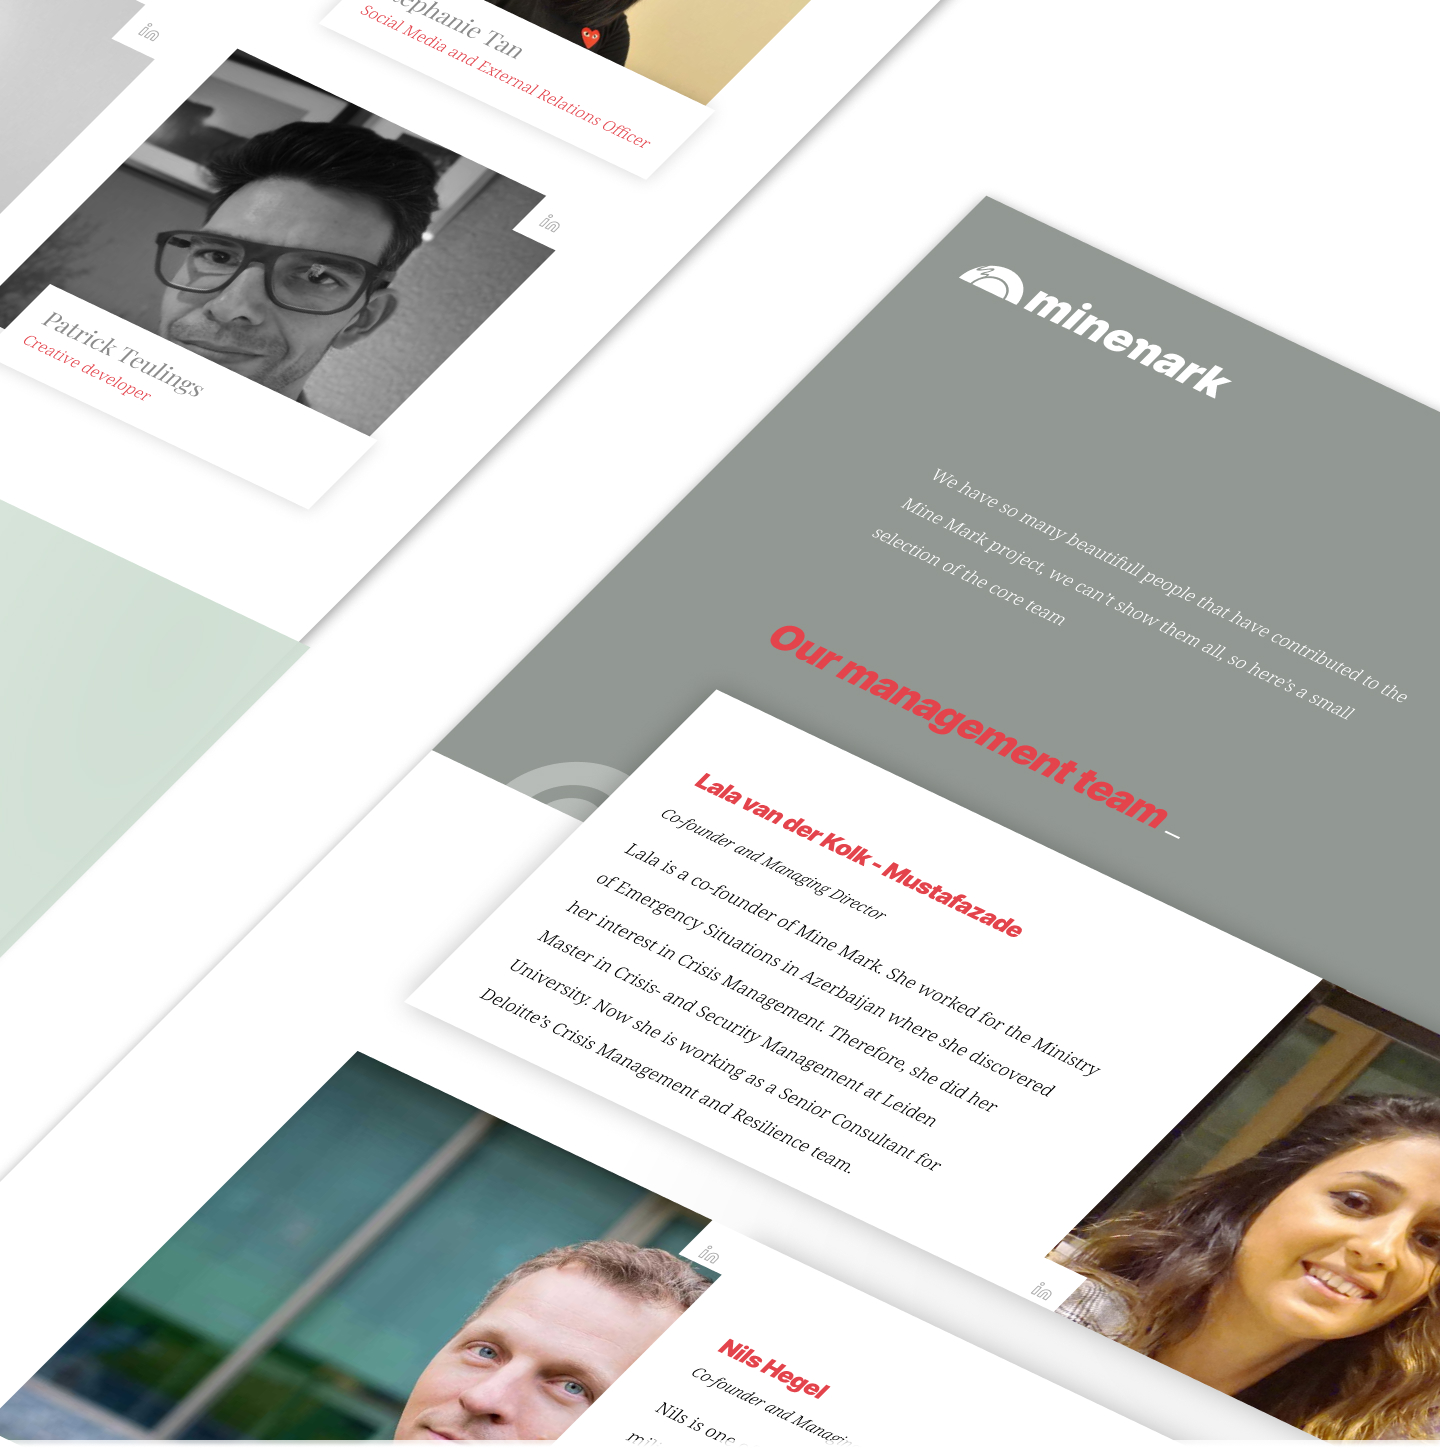 Tan
Social Media and External Relations Officer
in
in
Patrick Teulings
Creative developer
minemark
We have so many beautifull people that have contributed to the
Mine Mark project, we can't show them all, so here's a small
selection of the core team
Our management team_
Lala van der Kolk - Mustafazade
Co-founder and Managing Director
Lala is a co-founder of Mine Mark. She worked for the Ministry
of Emergency Situations in Azerbaijan where she discovered
her interest in Crisis Management. Therefore, she did her
Master in Crisis- and Security Management at Leiden
University. Now she is working as a Senior Consultant for
Deloitte's Crisis Management and Resilience team.
in
in
Nils Hegel
Co-founder and
Nils is one